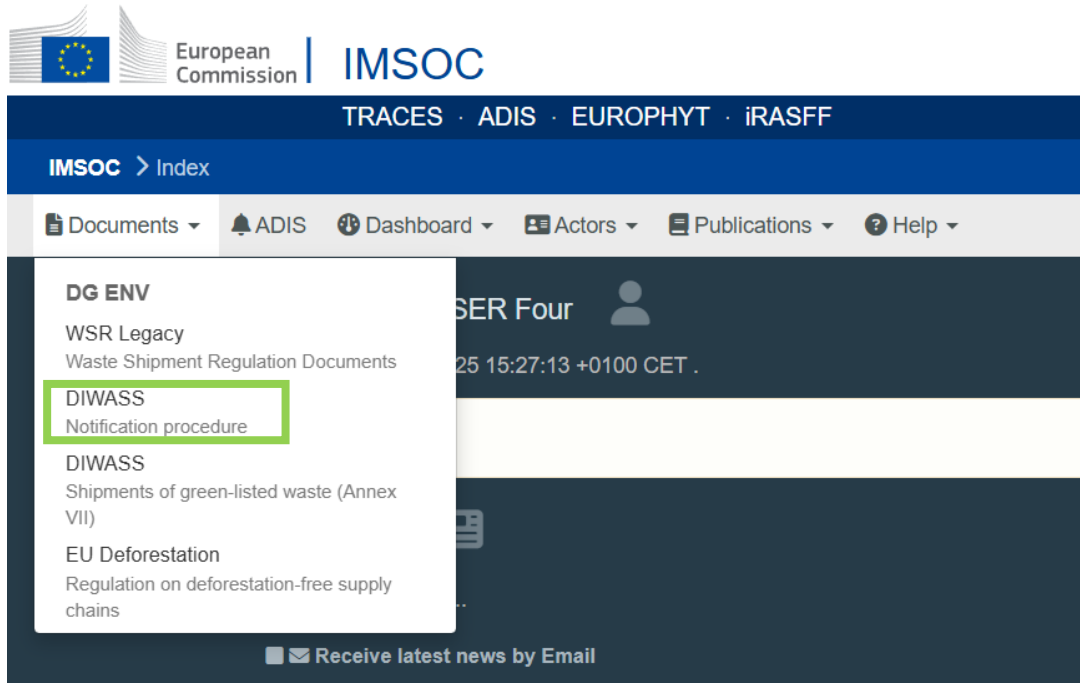 European
Commission
IMSOC
TRACES · ADIS · EUROPHYT · iRASFF
IMSOC > Index
Documents ADIS Dashboard Actors Publications Help
DG ENV
WSR Legacy
Waste Shipment Regulation Documents
DIWASS
Notification procedure
DIWASS
Shipments of green-listed waste (Annex
VII)
EU Deforestation
Regulation on deforestation-free supply
chains
Four
25 15:27:13 +0100 CET .
..
Receive latest news by Email